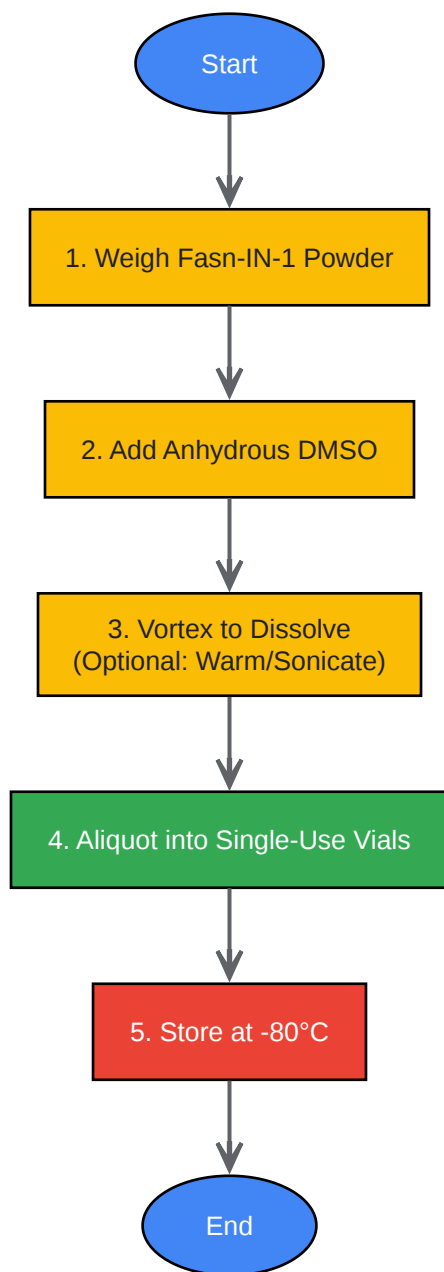 Start
1. Weigh Fasn-IN-1 Powder
2. Add Anhydrous DMSO
3. Vortex to Dissolve
(Optional: Warm/Sonicate)
4. Aliquot into Single-Use Vials
5. Store at -80°C
End